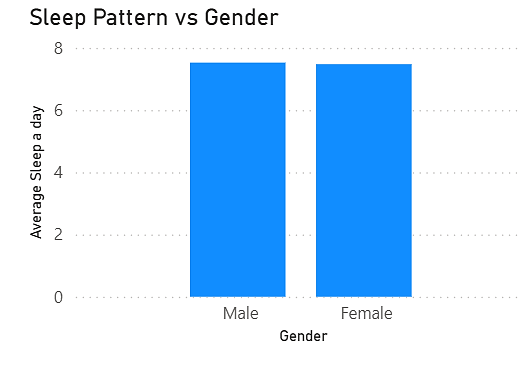 Sleep Pattern vs Gender
8
6
4
2
0
Average Sleep a day
Male Female
Gender